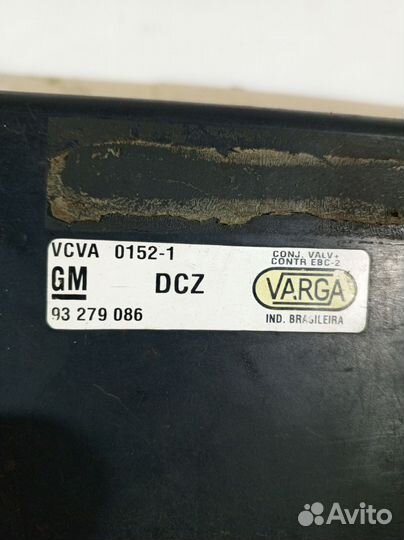 VCVA 0152-1
CONJ. VALV+
CONTR EBC-2
GM
DCZ
VARGA
93 279 086
IND. BRASILEIRA
Avito